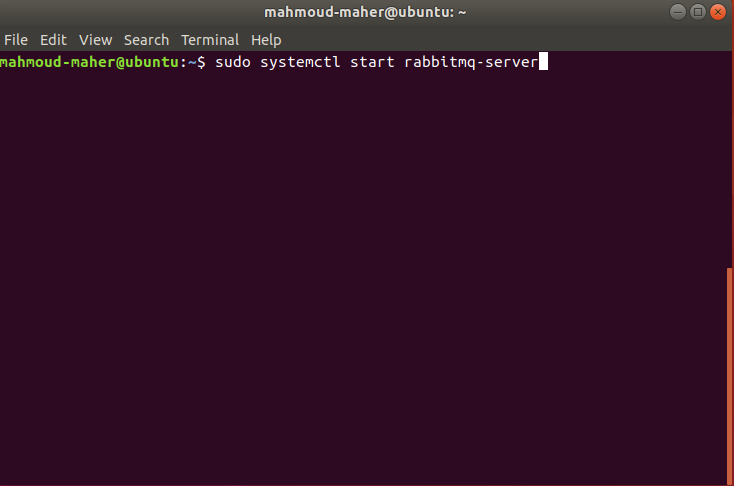 mahmoud-maher@ubuntu: ~
File Edit View Search Terminal Help
mahmoud-maher@ubuntu:~$ sudo systemctl start rabbitmq-server